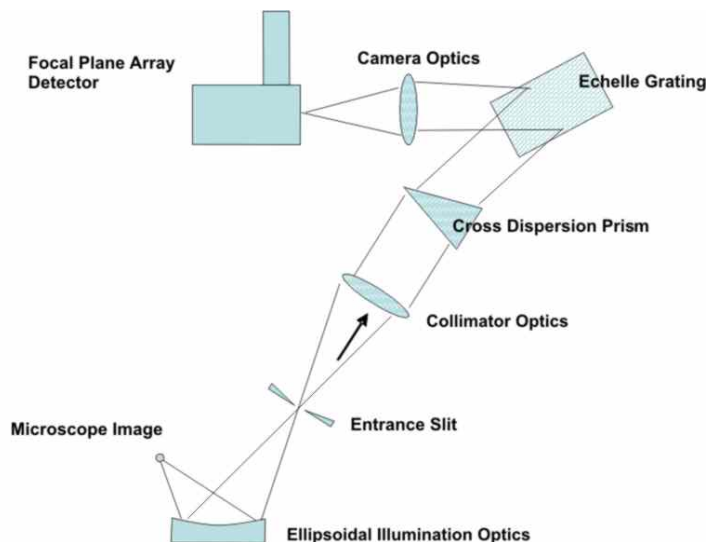 Focal Plane Array
Detector
Camera Optics
Echelle Grating
Cross Dispersion Prism
Collimator Optics
Entrance Slit
Microscope Image
Ellipsoidal Illumination Optics